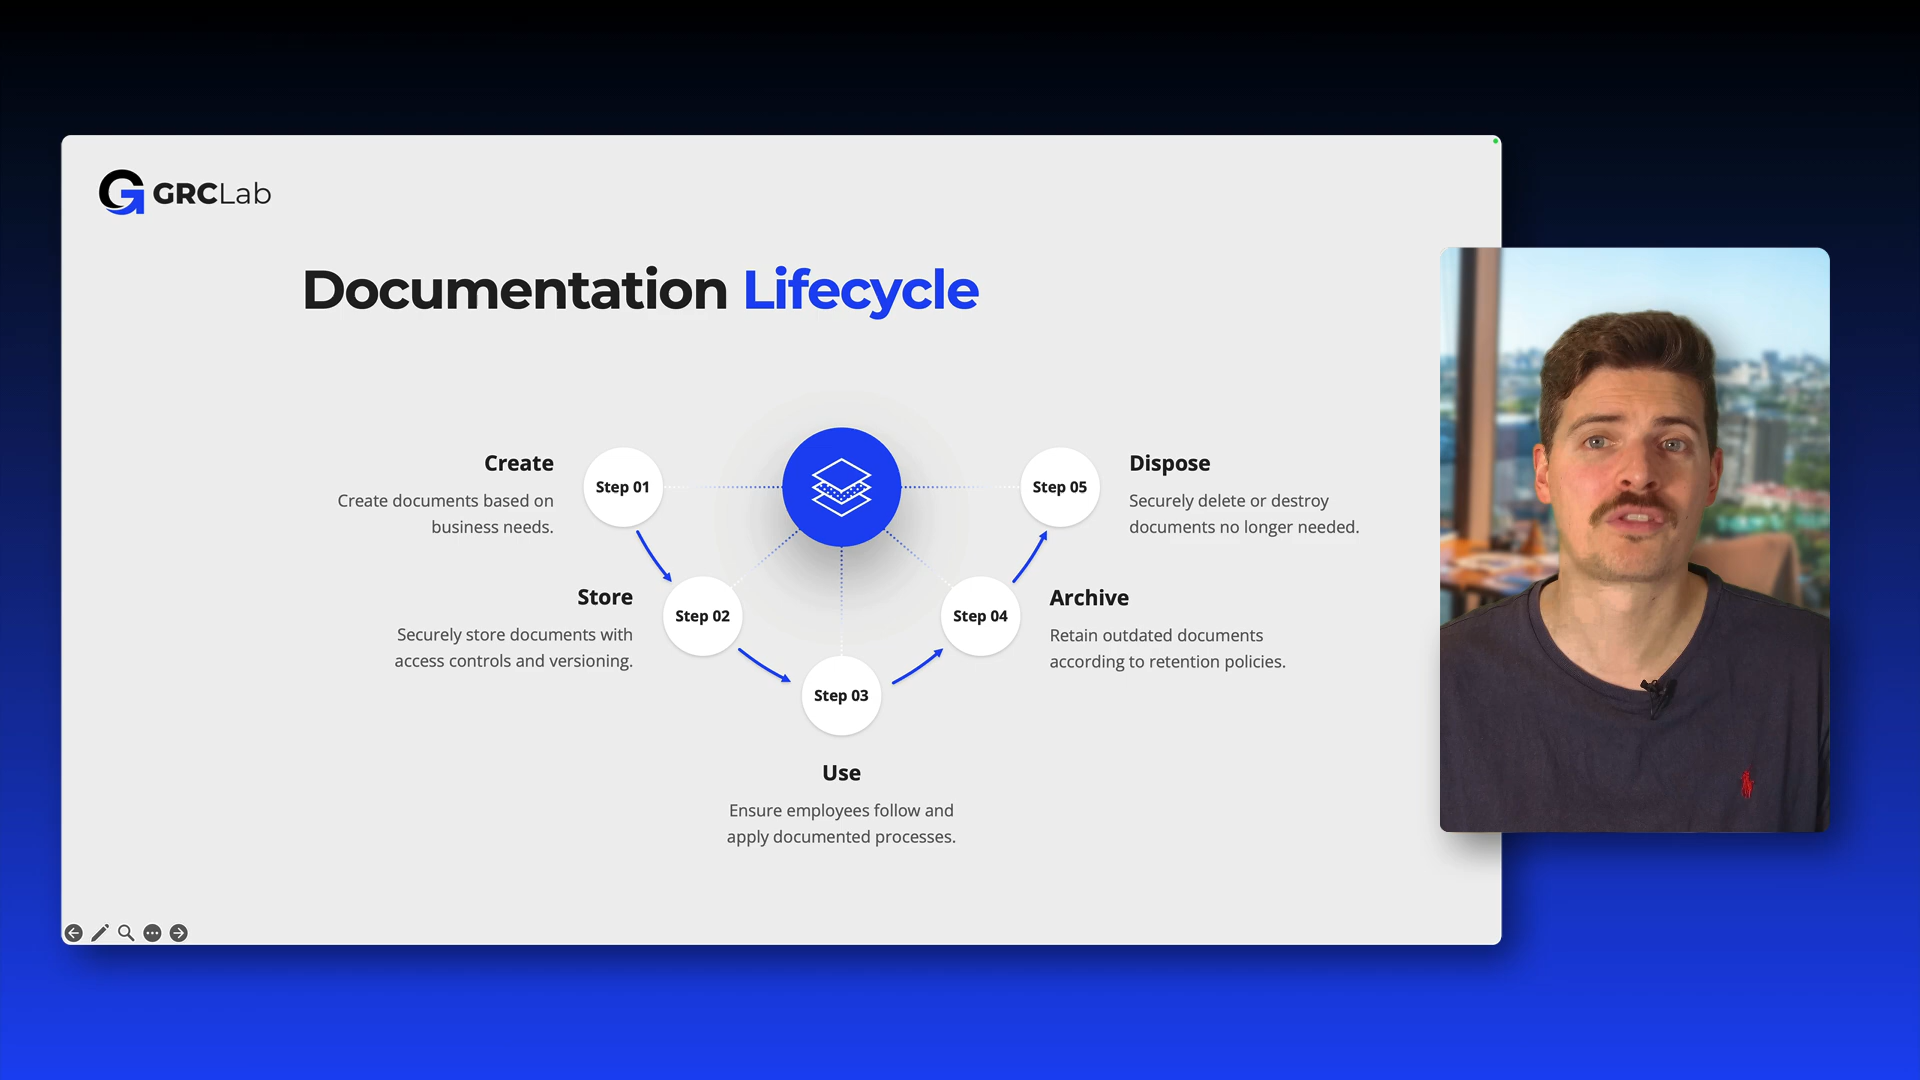 GRCLab
Documentation Lifecycle
Create
Create documents based on
business needs.
Step 01
Store
Securely store documents with
access controls and versioning.
Step 02
Step 03
Use
Ensure employees follow and
apply documented processes.
Step 04
Archive
Retain outdated documents
according to retention policies.
Step 05
Dispose
Securely delete or destroy
documents no longer needed.